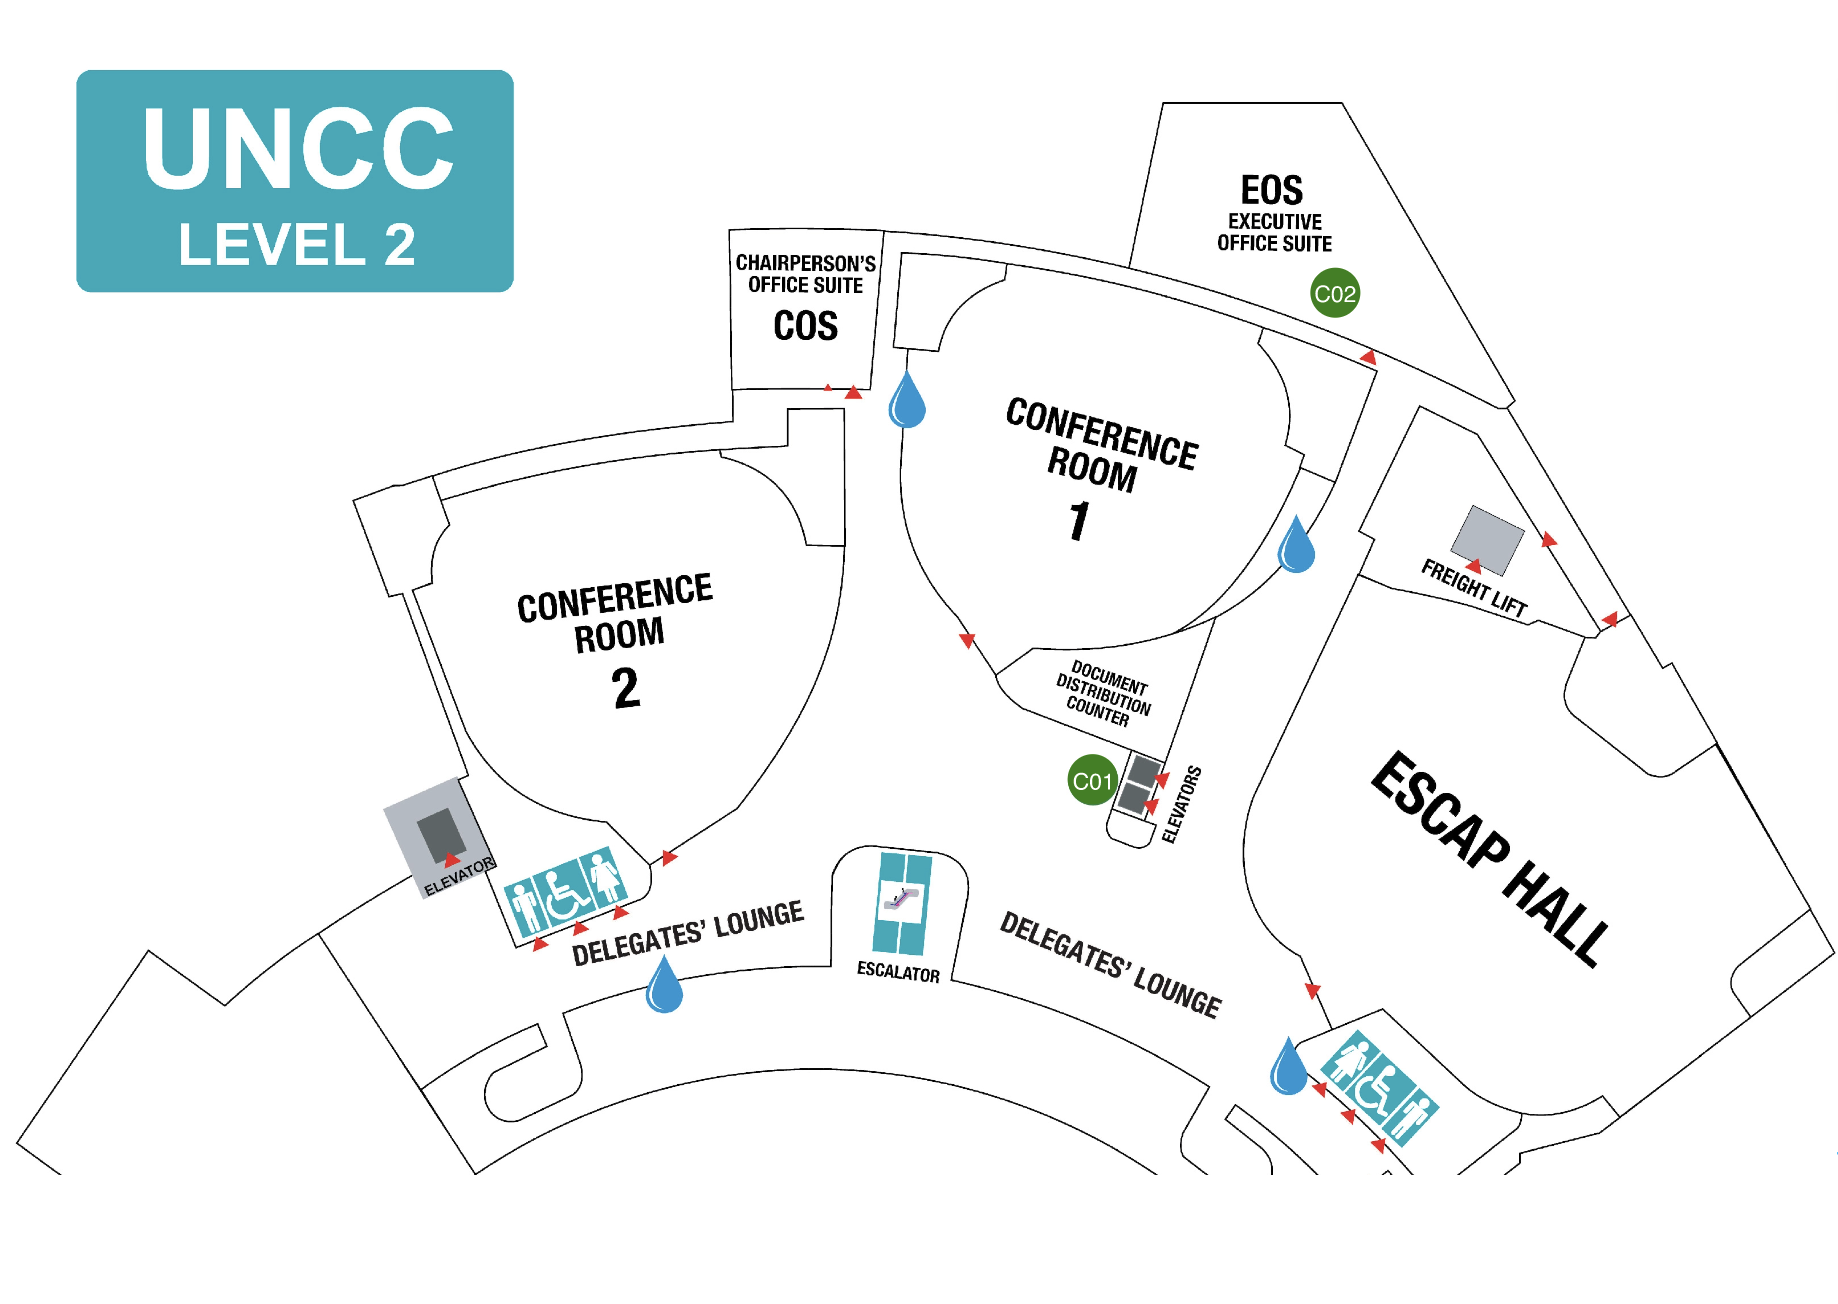 UNCC
LEVEL 2
EOS
EXECUTIVE
OFFICE SUITE
C02
CHAIRPERSON'S
OFFICE SUITE
COS
CONFERENCE
ROOM
1
CONFERENCE
ROOM
2
FREIGHT LIFT
DOCUMENT
DISTRIBUTION
COUNTER
C01
ELEVATORS
ESCAP HALL
ELEVATOR
DELEGATES' LOUNGE
ESCALATOR
DELEGATES' LOUNGE